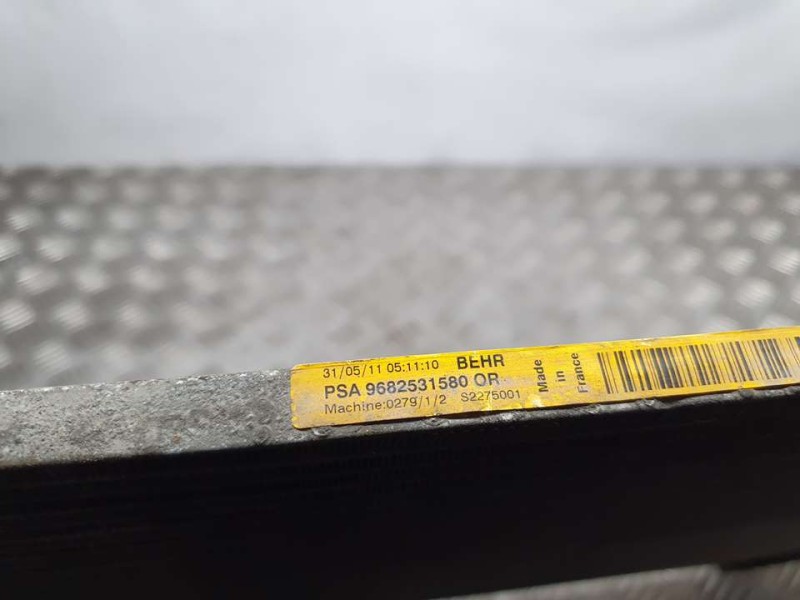 31/05/11 05:11:10 BEHR
PSA 9682531580 OR
Machine:0279/1/2 S2275001
Made
in
France